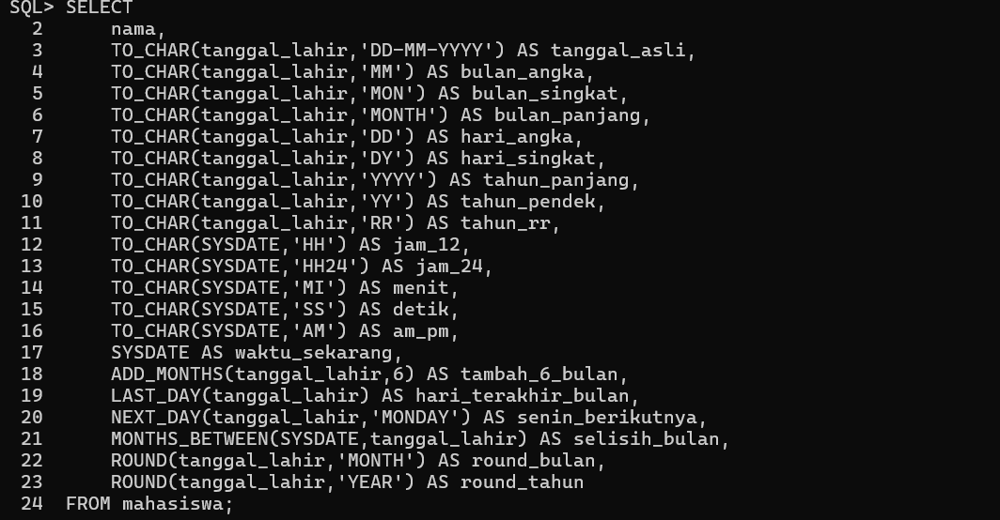 SQL> SELECT
  2      nama,
  3      TO_CHAR(tanggal_lahir,'DD-MM-YYYY') AS tanggal_asli,
  4      TO_CHAR(tanggal_lahir,'MM') AS bulan_angka,
  5      TO_CHAR(tanggal_lahir,'MON') AS bulan_singkat,
  6      TO_CHAR(tanggal_lahir,'MONTH') AS bulan_panjang,
  7      TO_CHAR(tanggal_lahir,'DD') AS hari_angka,
  8      TO_CHAR(tanggal_lahir,'DY') AS hari_singkat,
  9      TO_CHAR(tanggal_lahir,'YYYY') AS tahun_panjang,
 10      TO_CHAR(tanggal_lahir,'YY') AS tahun_pendek,
 11      TO_CHAR(tanggal_lahir,'RR') AS tahun_rr,
 12      TO_CHAR(SYSDATE,'HH') AS jam_12,
 13      TO_CHAR(SYSDATE,'HH24') AS jam_24,
 14      TO_CHAR(SYSDATE,'MI') AS menit,
 15      TO_CHAR(SYSDATE,'SS') AS detik,
 16      TO_CHAR(SYSDATE,'AM') AS am_pm,
 17      SYSDATE AS waktu_sekarang,
 18      ADD_MONTHS(tanggal_lahir,6) AS tambah_6_bulan,
 19      LAST_DAY(tanggal_lahir) AS hari_terakhir_bulan,
 20      NEXT_DAY(tanggal_lahir,'MONDAY') AS senin_berikutnya,
 21      MONTHS_BETWEEN(SYSDATE,tanggal_lahir) AS selisih_bulan,
 22      ROUND(tanggal_lahir,'MONTH') AS round_bulan,
 23      ROUND(tanggal_lahir,'YEAR') AS round_tahun
 24  FROM mahasiswa;